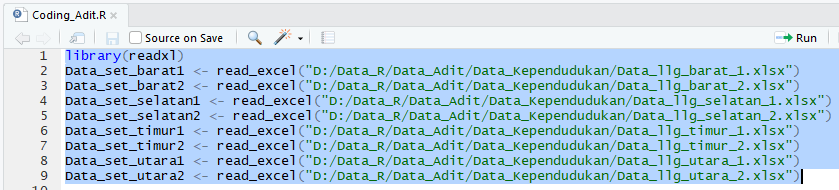 Coding_Adit.R
Source on Save
Run
1 library(readxl)
2 Data_set_barat1 <- read_excel("D:/Data_R/Data_Adit/Data_Kependudukan/Data_llg_barat_1.xlsx")
3 Data_set_barat2 <- read_excel("D:/Data_R/Data_Adit/Data_Kependudukan/Data_llg_barat_2.xlsx")
4 Data_set_selatan1 <- read_excel("D:/Data_R/Data_Adit/Data_Kependudukan/Data_llg_selatan_1.xlsx")
5 Data_set_selatan2 <- read_excel("D:/Data_R/Data_Adit/Data_Kependudukan/Data_llg_selatan_2.xlsx")
6 Data_set_timur1 <- read_excel("D:/Data_R/Data_Adit/Data_Kependudukan/Data_llg_timur_1.xlsx")
7 Data_set_timur2 <- read_excel("D:/Data_R/Data_Adit/Data_Kependudukan/Data_llg_timur_2.xlsx")
8 Data_set_utara1 <- read_excel("D:/Data_R/Data_Adit/Data_Kependudukan/Data_llg_utara_1.xlsx")
9 Data_set_utara2 <- read_excel("D:/Data_R/Data_Adit/Data_Kependudukan/Data_llg_utara_2.xlsx")
10